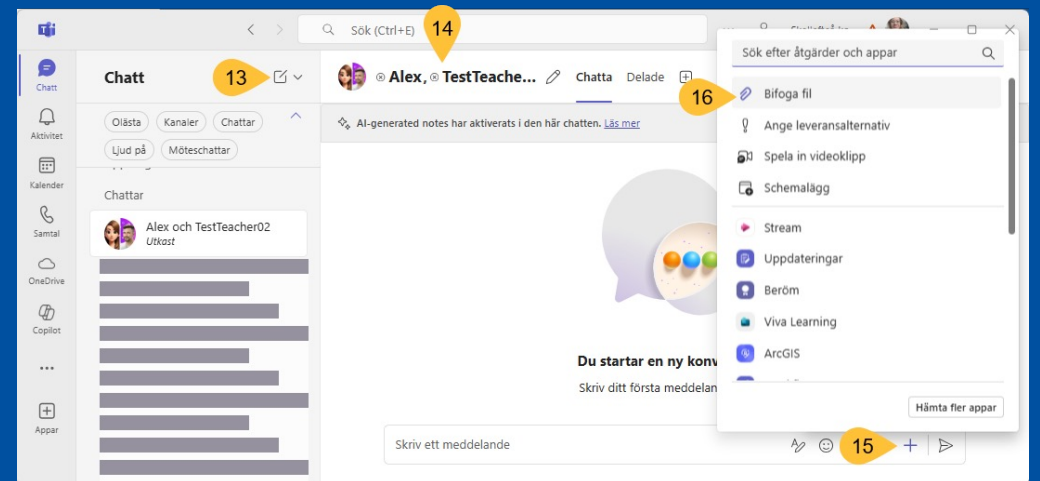 Sök (Ctrl+E)
14
Chatt
Aktivitet
Kalender
Samtal
OneDrive
Copilot
Appar
Chatt
13
Olästa
Kanaler
Chattar
Ljud på
Möteschattar
Chattar
Alex och TestTeacher02
Utkast
Alex, TestTeache...
Chatta
Delade
AI-generated notes har aktiverats i den här chatten. Läs mer
Du startar en ny konv
Skriv ditt första meddelan
Skriv ett meddelande
15
Sök efter åtgärder och appar
16
Bifoga fil
Ange leveransalternativ
Spela in videoklipp
Schemalägg
Stream
Uppdateringar
Beröm
Viva Learning
ArcGIS
Hämta fler appar